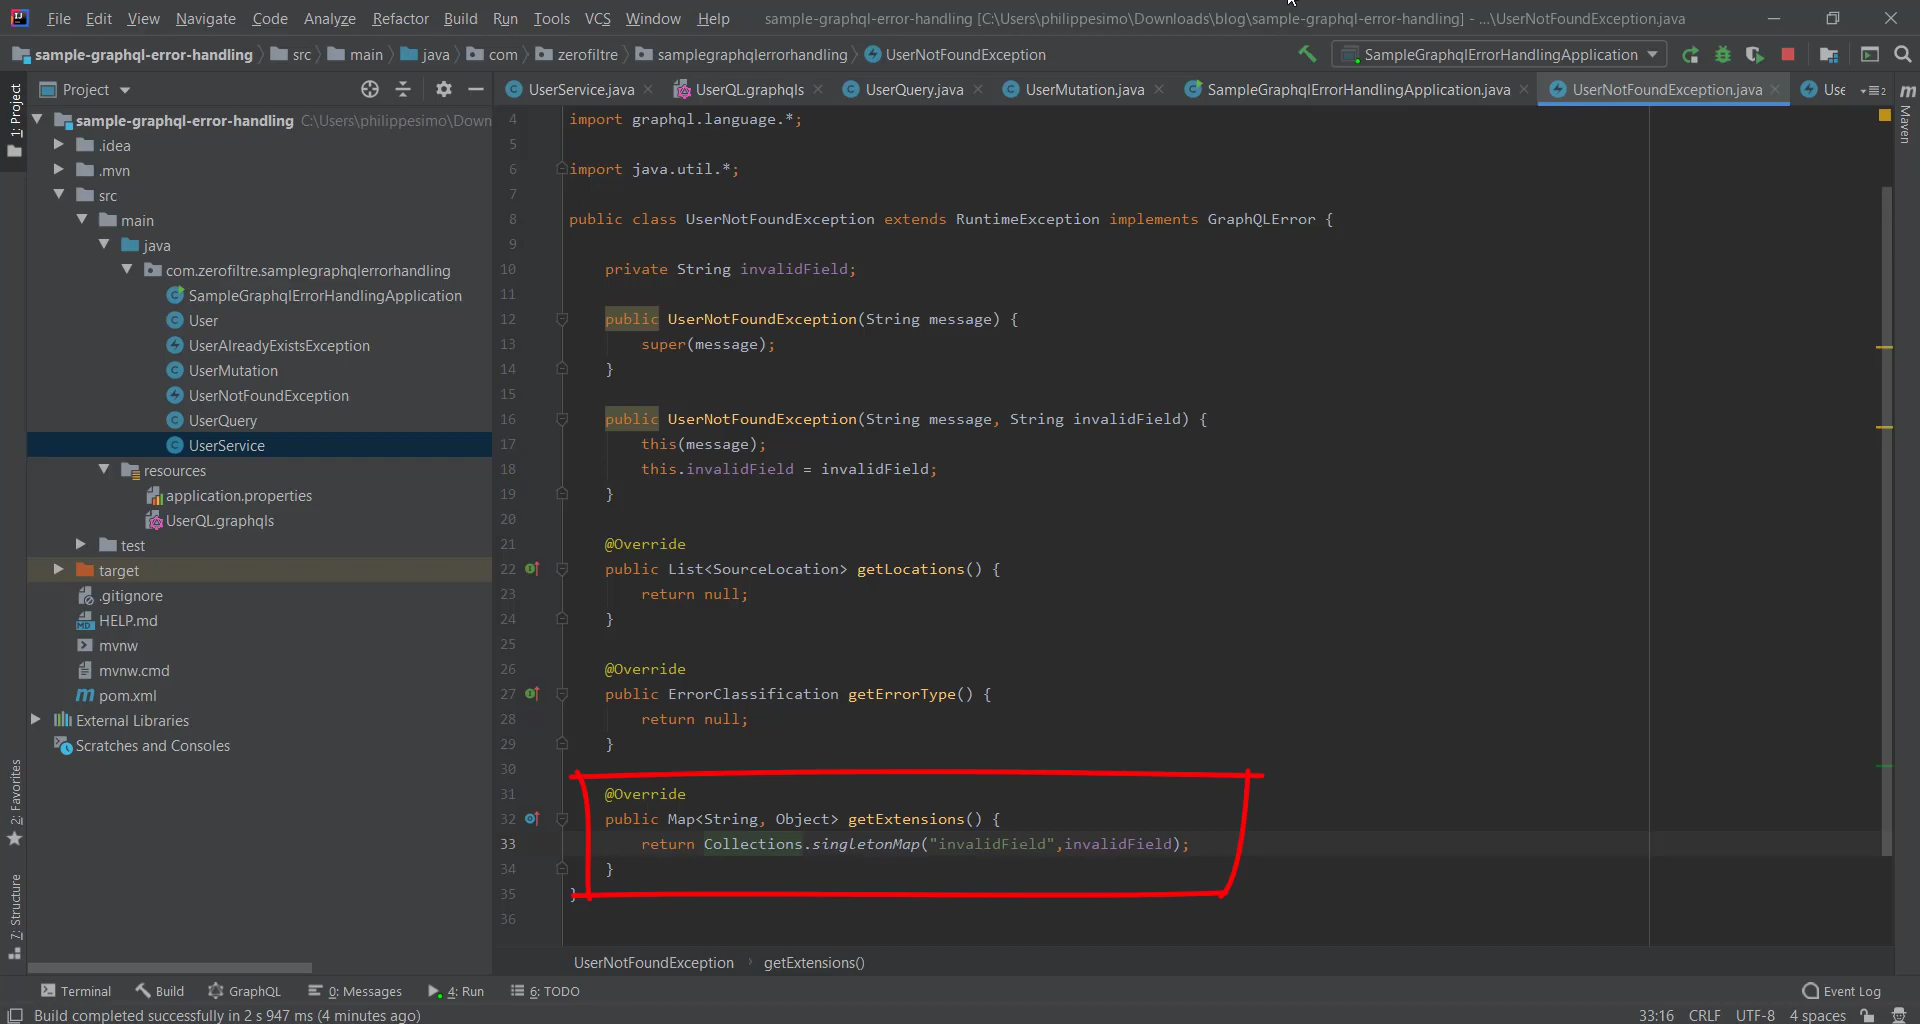 File Edit View Navigate Code Analyze Refactor Build Run Tools VCS Window Help sample-graphql-error-handling [C:\Users\philippesimo\Downloads\blog\sample-graphql-error-handling] - ...\UserNotFoundException.java
sample-graphql-error-handling src main java com zerofiltre samplegraphqlerrorhandling UserNotFoundException SampleGraphqlErrorHandlingApplication
Project UserService.java UserQL.graphqls UserQuery.java UserMutation.java SampleGraphqlErrorHandlingApplication.java UserNotFoundException.java Use 2
1: Project
2: Favorites
7: Structure
Maven
sample-graphql-error-handling C:\Users\philippesimo\Down
.idea
.mvn
src
main
java
com.zerofiltre.samplegraphqlerrorhandling
SampleGraphqlErrorHandlingApplication
User
UserAlreadyExistsException
UserMutation
UserNotFoundException
UserQuery
UserService
resources
application.properties
UserQL.graphqls
test
target
.gitignore
HELP.md
mvnw
mvnw.cmd
pom.xml
External Libraries
Scratches and Consoles
4 import graphql.language.*;
5
6 import java.util.*;
7
8 public class UserNotFoundException extends RuntimeException implements GraphQLError {
9
10 private String invalidField;
11
12 public UserNotFoundException(String message) {
13 super(message);
14 }
15
16 public UserNotFoundException(String message, String invalidField) {
17 this(message);
18 this.invalidField = invalidField;
19 }
20
21 @Override
22 public List<SourceLocation> getLocations() {
23 return null;
24 }
25
26 @Override
27 public ErrorClassification getErrorType() {
28 return null;
29 }
30
31 @Override
32 public Map<String, Object> getExtensions() {
33 return Collections.singletonMap("invalidField",invalidField);
34 }
35 }
36
UserNotFoundException getExtensions()
Terminal Build GraphQL 0: Messages 4: Run 6: TODO Event Log
Build completed successfully in 2 s 947 ms (4 minutes ago) 33:16 CRLF UTF-8 4 spaces